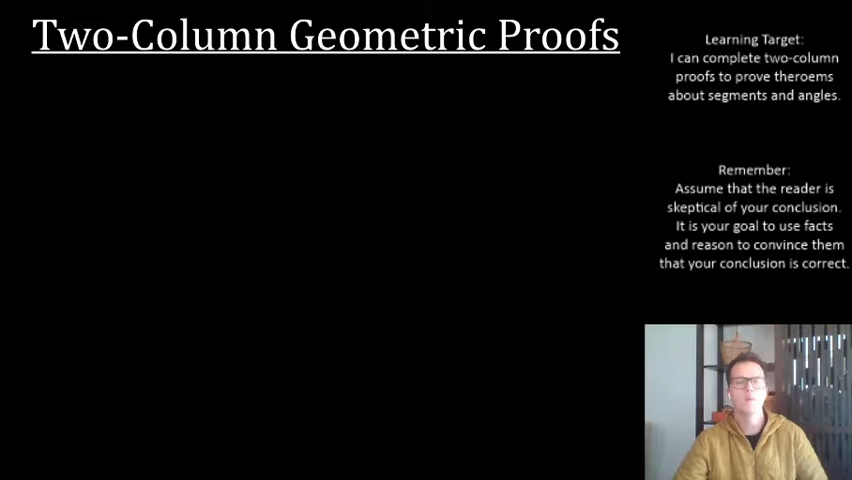 Two-Column Geometric Proofs
Learning Target:
I can complete two-column
proofs to prove theroems
about segments and angles.
Remember:
Assume that the reader is
skeptical of your conclusion.
It is your goal to use facts
and reason to convince them
that your conclusion is correct.